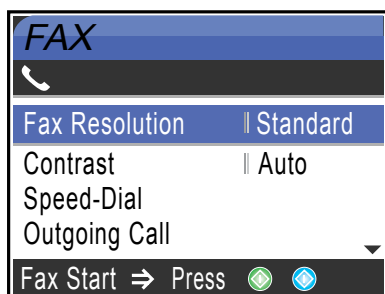 FAX
Fax Resolution Standard
Contrast Auto
Speed-Dial
Outgoing Call
Fax Start ⇒ Press